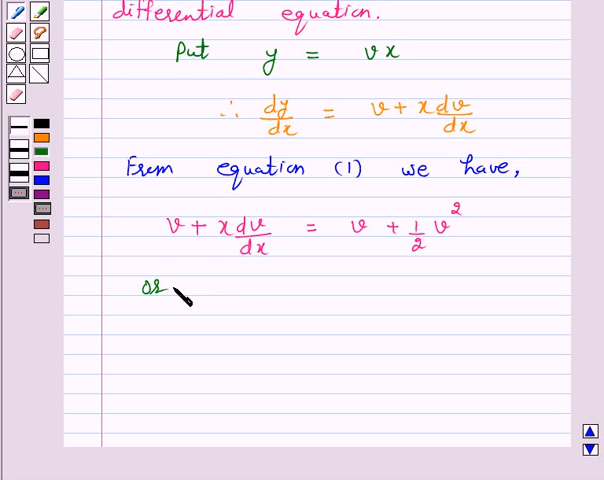 differential equation.
Put y = vx
∴ dy/dx = v + x dv/dx
From equation (1) we have,
v + x dv/dx = v + 1/2 v²
or